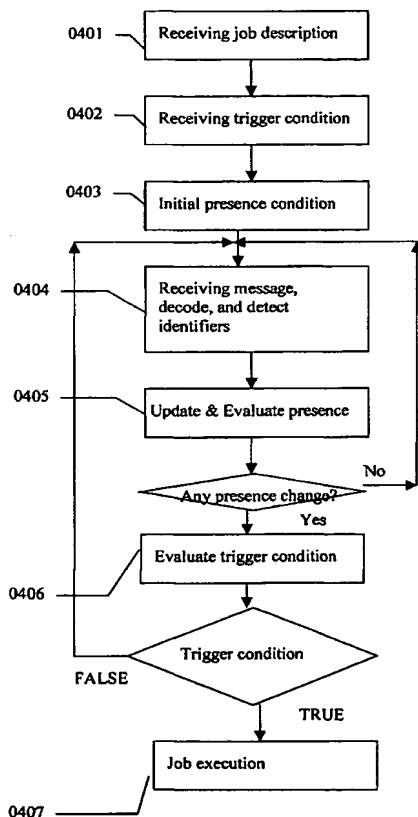 0401
Receiving job description
0402
Receiving trigger condition
0403
Initial presence condition
0404
Receiving message,
decode, and detect
identifiers
0405
Update & Evaluate presence
No
Any presence change?
Yes
Evaluate trigger condition
0406
Trigger condition
FALSE
TRUE
Job execution
0407